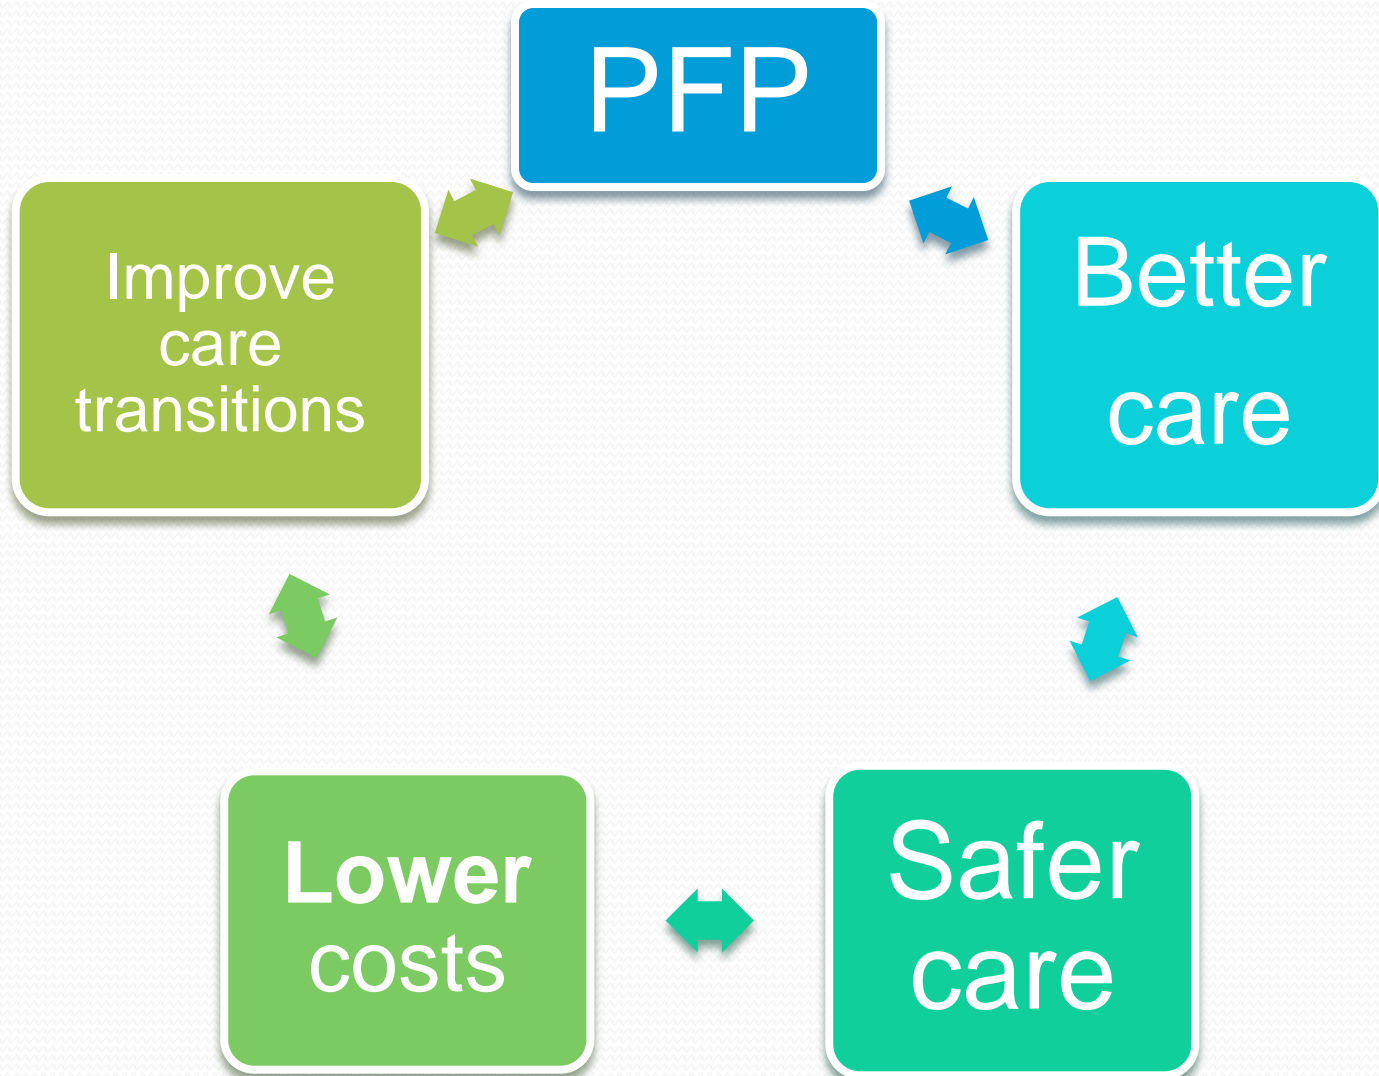 PFP
Improve
care
transitions
Better
care
Lower
costs
Safer
care